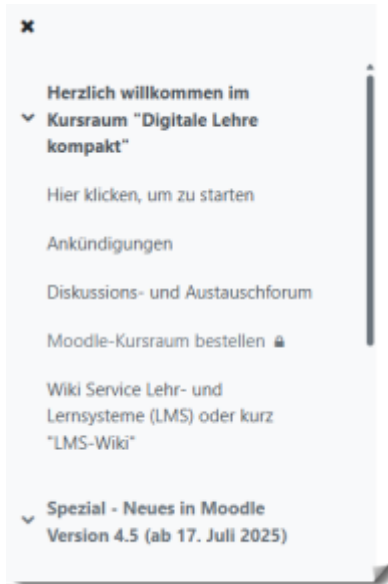 Herzlich willkommen im
Kursraum "Digitale Lehre
kompakt"
Hier klicken, um zu starten
Ankündigungen
Diskussions- und Austauschforum
Moodle-Kursraum bestellen
Wiki Service Lehr- und
Lernsysteme (LMS) oder kurz
"LMS-Wiki"
Spezial - Neues in Moodle
Version 4.5 (ab 17. Juli 2025)